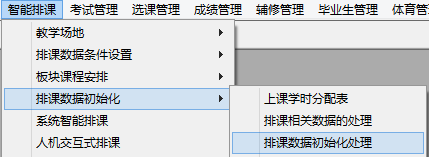 智能排课 考试管理 选课管理 成绩管理 辅修管理 毕业生管理 体育管
教学场地
排课数据条件设置
板块课程安排
排课数据初始化
系统智能排课
人机交互式排课
上课学时分配表
排课相关数据的处理
排课数据初始化处理